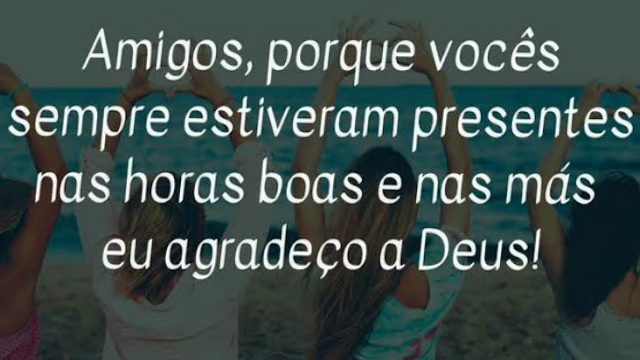 Amigos, porque vocês
sempre estiveram presentes
nas horas boas e nas más
eu agradeço a Deus!